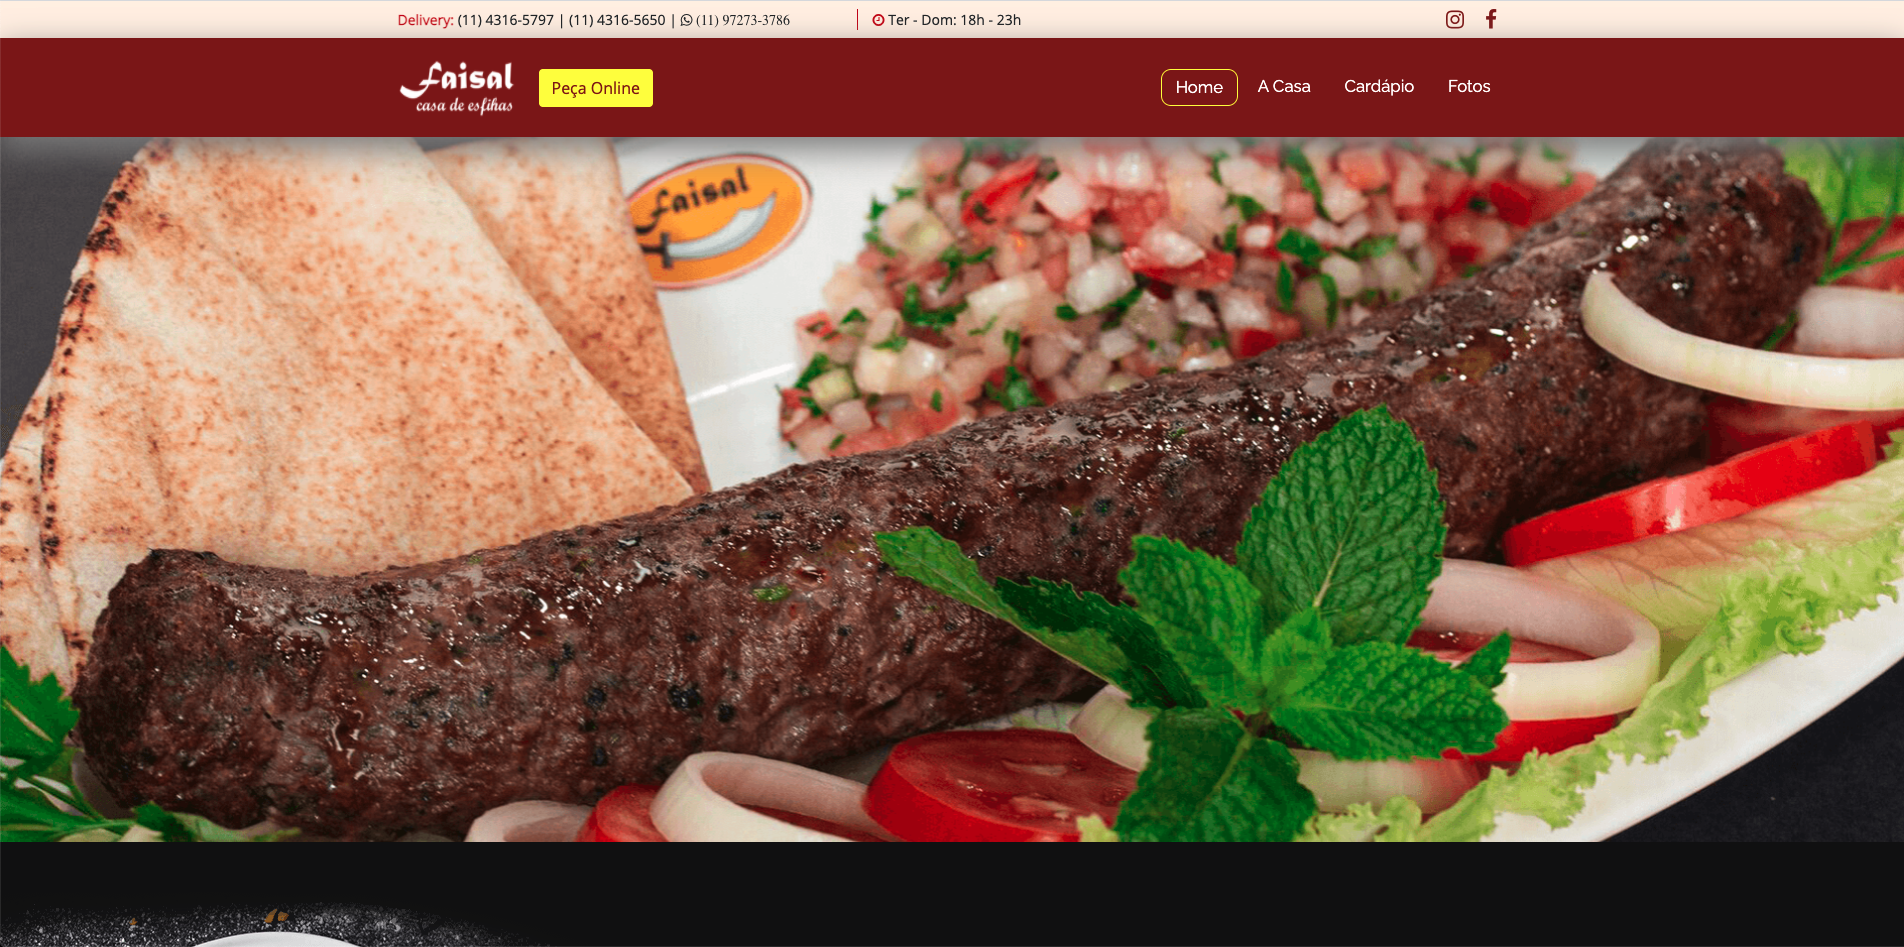 Delivery: (11) 4316-5797 | (11) 4316-5650 | (11) 97273-3786
Ter - Dom: 18h - 23h
faisal
casa de esfihas
Peça Online
Home
A Casa
Cardápio
Fotos
faisal